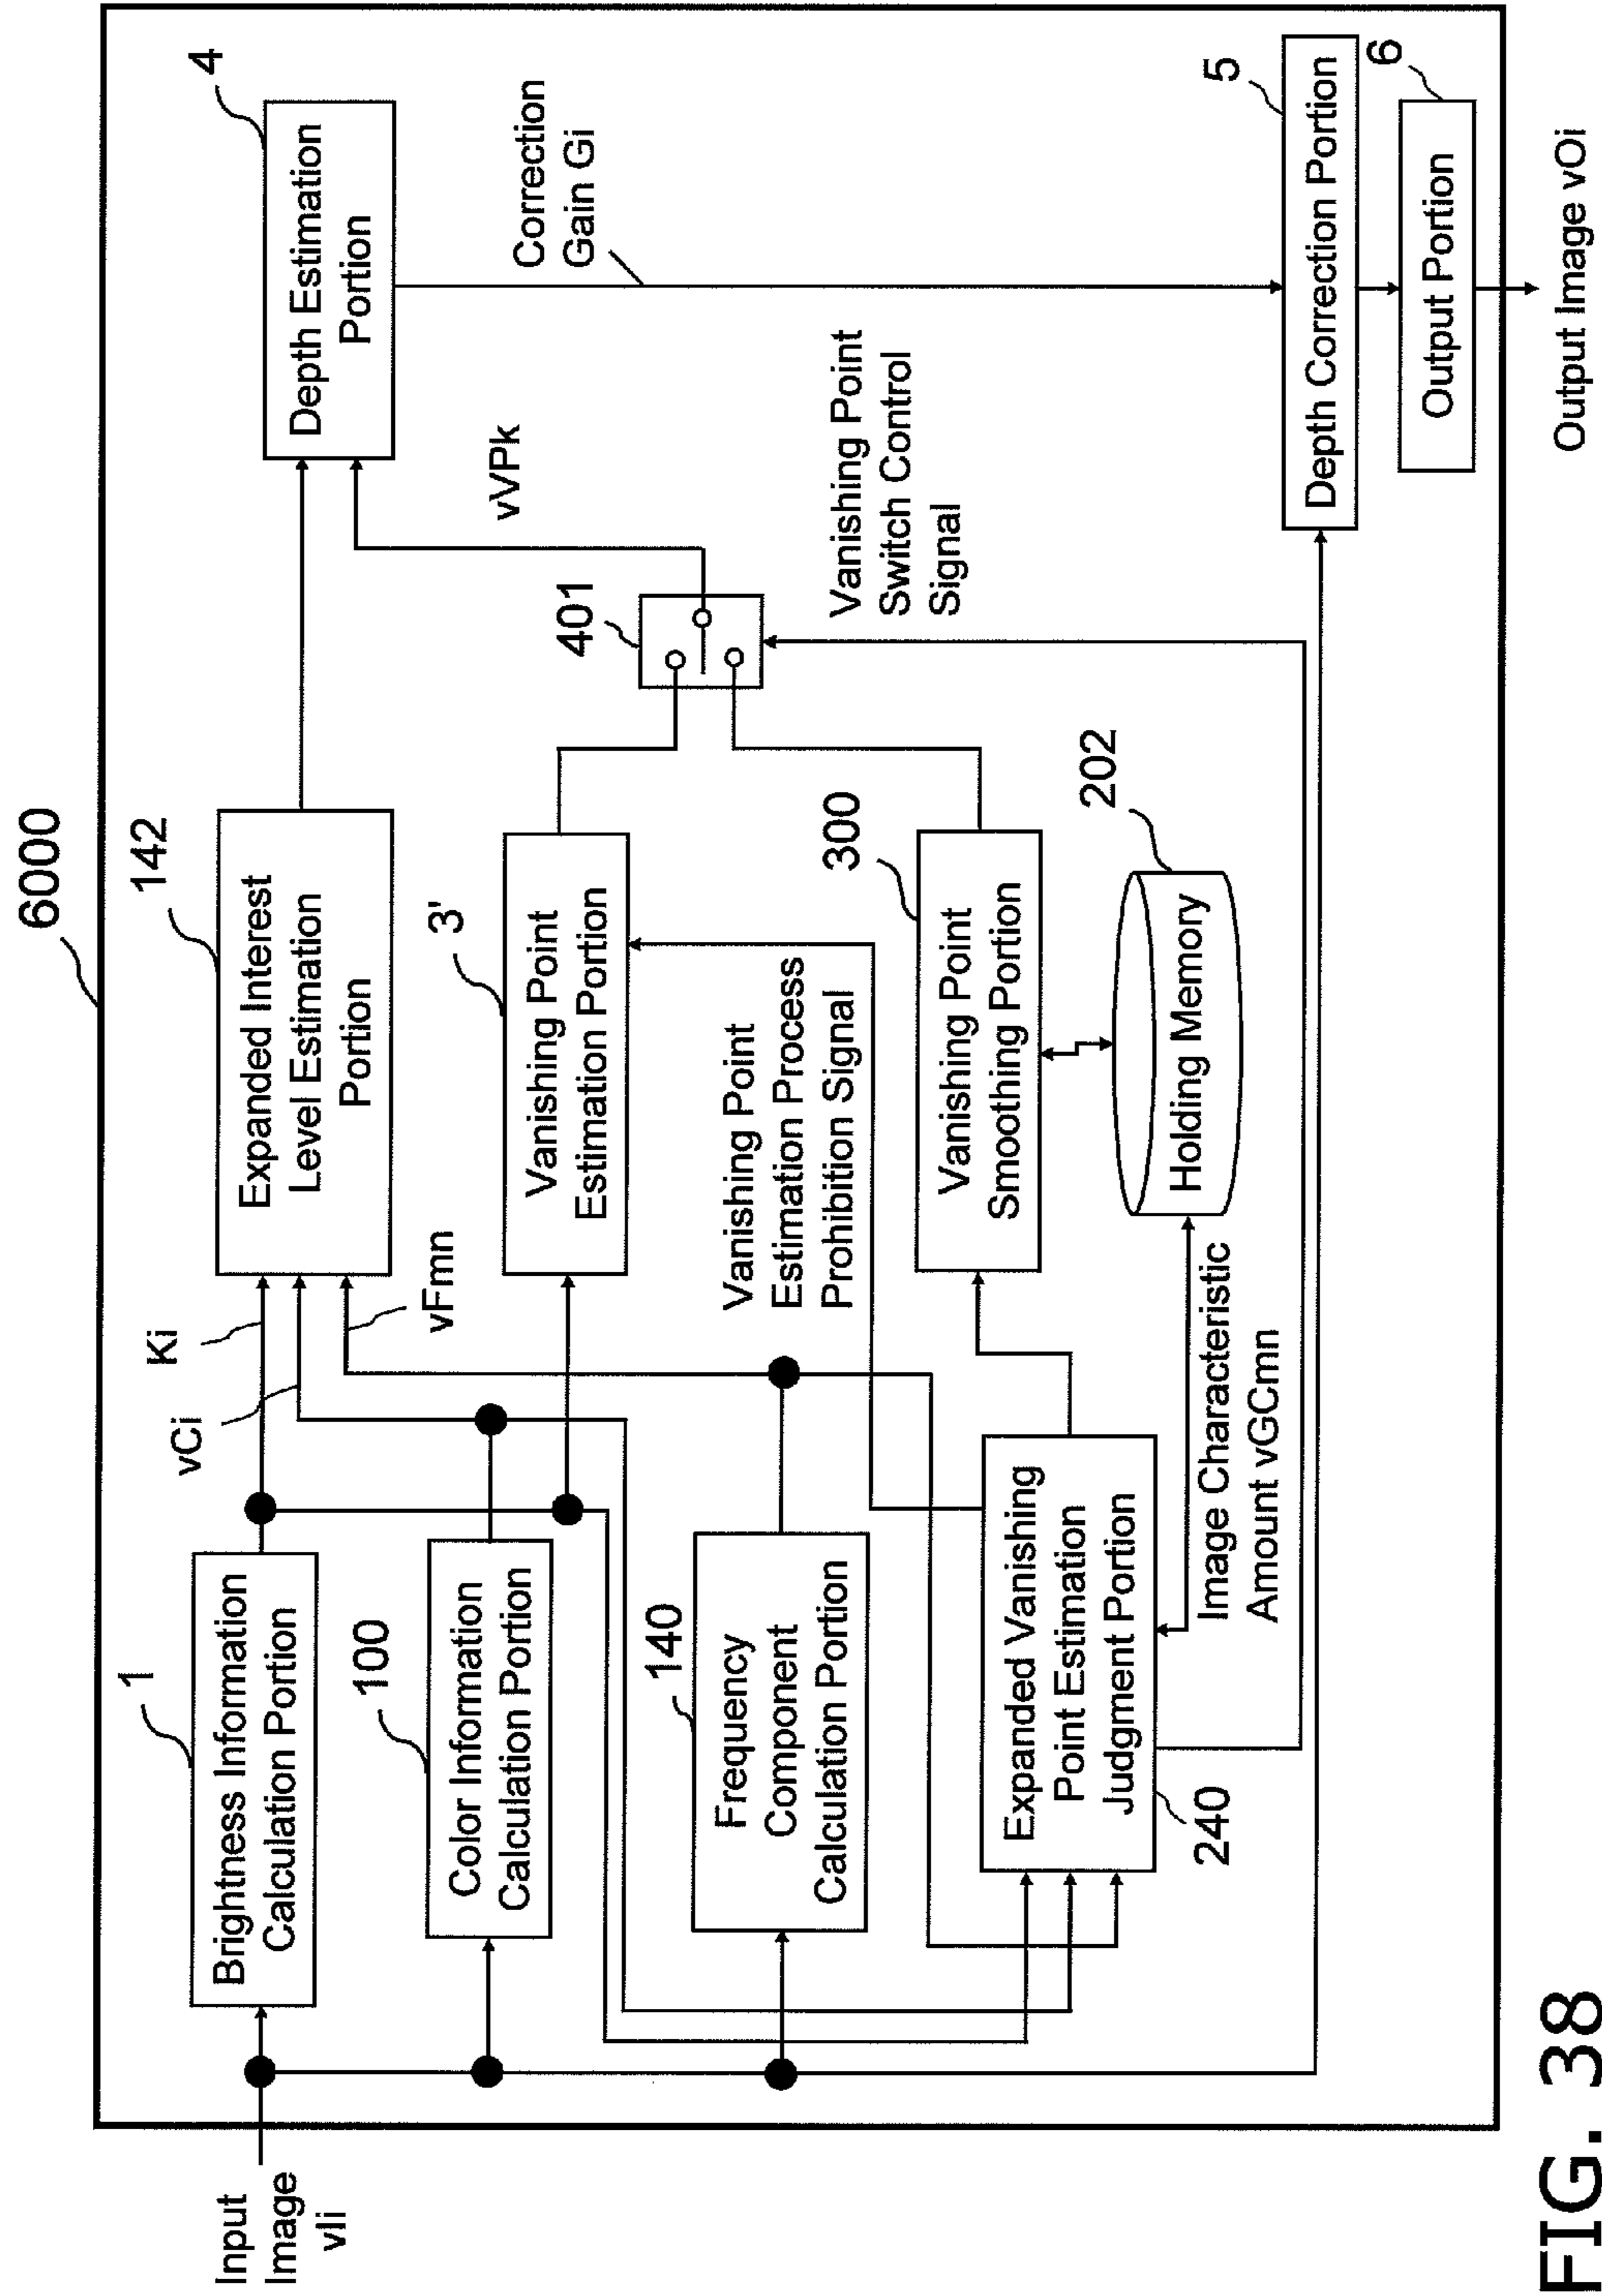 6000
Input
Image
vIi
1
Brightness Information
Calculation Portion
Ki
vCi
vFmn
142
Expanded Interest
Level Estimation
Portion
4
Depth Estimation
Portion
100
Color Information
Calculation Portion
3'
Vanishing Point
Estimation Portion
401
vVPk
Correction
Gain Gi
140
Frequency
Component
Calculation Portion
Vanishing Point
Estimation Process
Prohibition Signal
300
Vanishing Point
Smoothing Portion
Vanishing Point
Switch Control
Signal
Expanded Vanishing
Point Estimation
Judgment Portion
240
202
Holding Memory
Image Characteristic
Amount vGCmn
5
Depth Correction Portion
6
Output Portion
Output Image vOi
FIG. 38